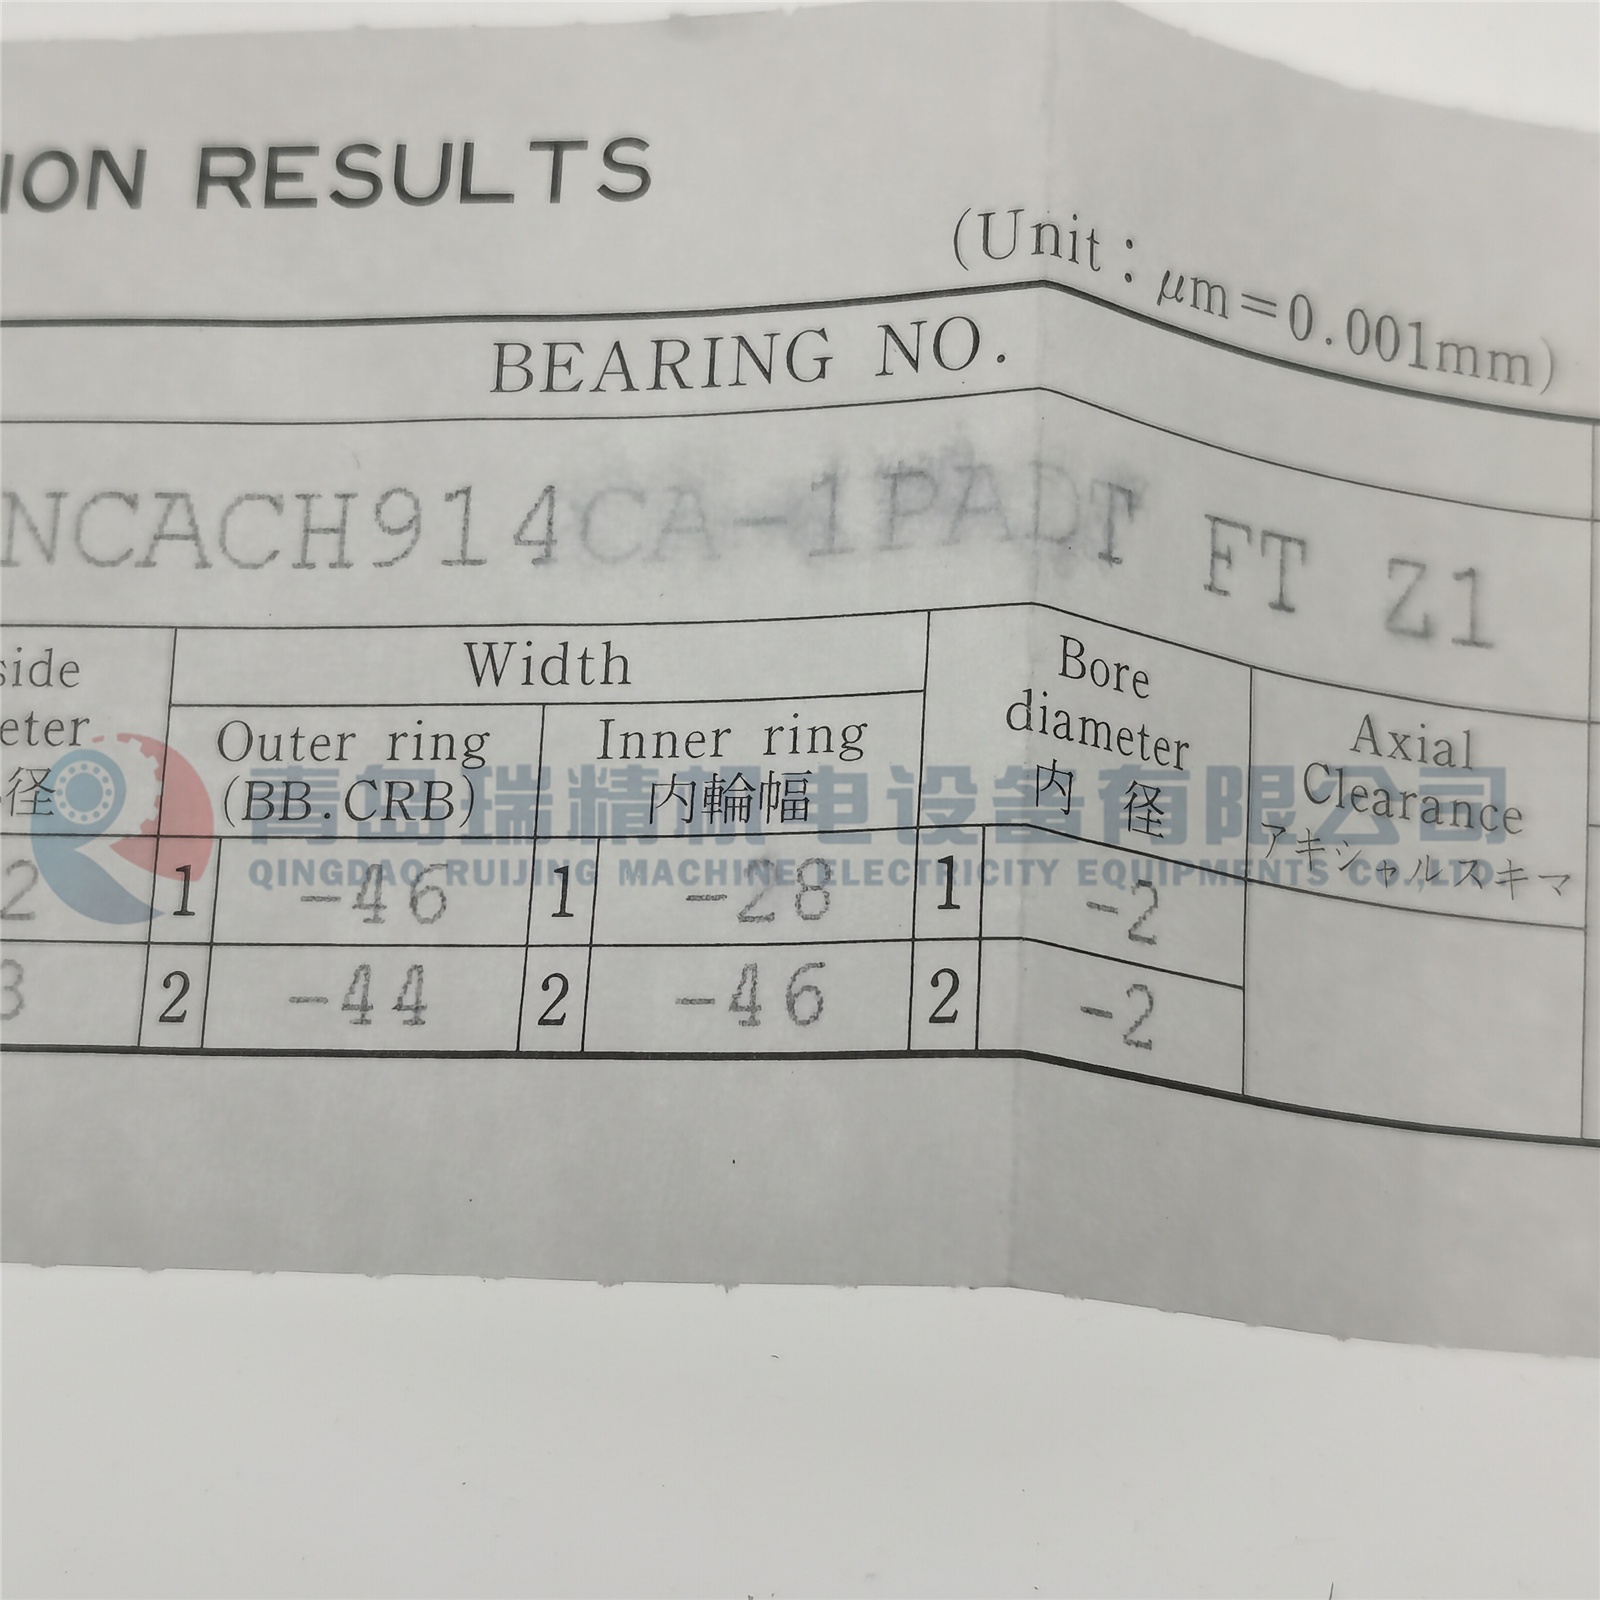 ION RESULTS
(Unit : μm=0.001mm)
BEARING NO.
NCACH914CA-1PADT FT Z1
side
eter
径
Width
Outer ring
(BB.CRB)
Inner ring
内輪幅
Bore
diameter
内 径
Axial
Clearance
アキシャルスキマ
2 1 -46 1 -28 1 -2
3 2 -44 2 -46 2 -2
青岛瑞精机电设备有限公司
QINGDAO RUIJING MACHINE ELECTRICITY EQUIPMENTS CO.,LTD.